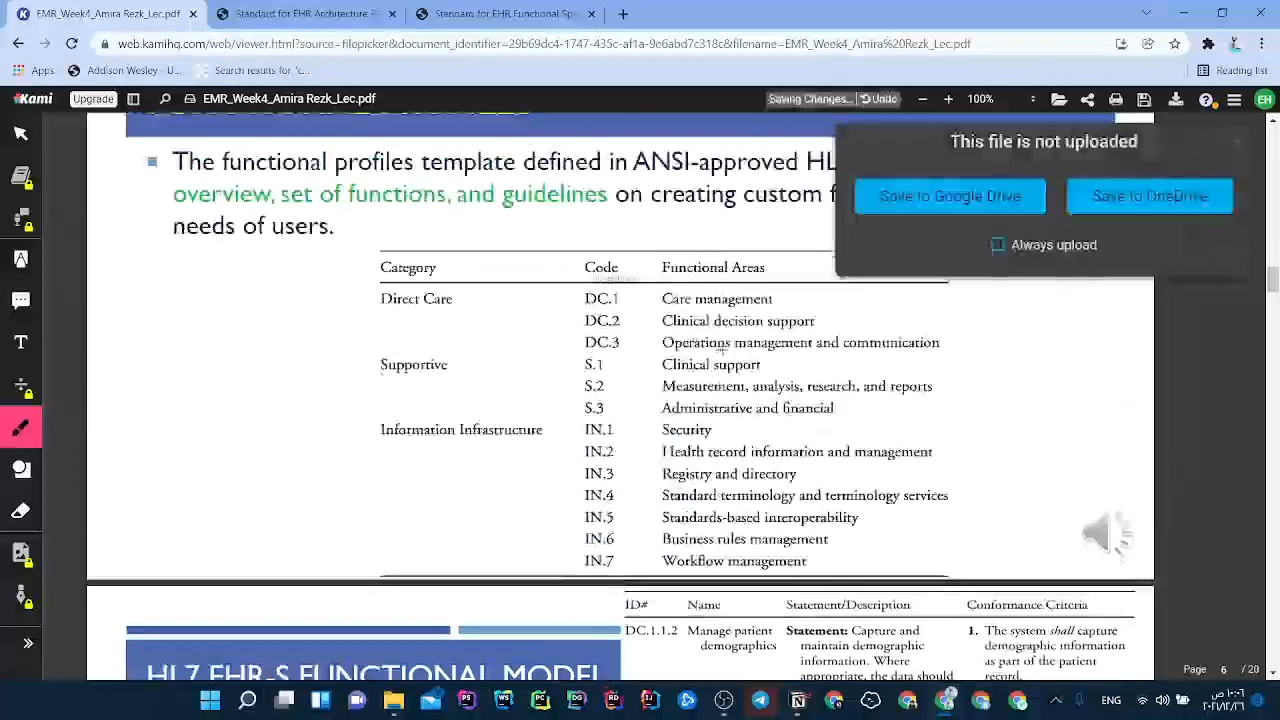 EMR_Week4_Amira Rezk_Lec.pdf
Standard for EHR Architecture
Standard for EHR Functional Sp
web.kamihq.com/web/viewer.html?source=filepicker&document_identifier=29b69dc4-1747-435c-af1a-9e6abd7c318c&filename=EMR_Week4_Amira%20Rezk_Lec.pdf
Apps
Addison Wesley - U...
Search results for 'c...
Reading list
Kami
Upgrade
EMR_Week4_Amira Rezk_Lec.pdf
Saving Changes...
Undo
100%
EH
This file is not uploaded
Save to Google Drive
Save to OneDrive
Always upload
The functional profiles template defined in ANSI-approved HL
overview, set of functions, and guidelines on creating custom f
needs of users.
Category Code Functional Areas
Direct Care DC.1 Care management
DC.2 Clinical decision support
DC.3 Operations management and communication
Supportive S.1 Clinical support
S.2 Measurement, analysis, research, and reports
S.3 Administrative and financial
Information Infrastructure IN.1 Security
IN.2 Health record information and management
IN.3 Registry and directory
IN.4 Standard terminology and terminology services
IN.5 Standards-based interoperability
IN.6 Business rules management
IN.7 Workflow management
ID# Name Statement/Description Conformance Criteria
DC.1.1.2 Manage patient Statement: Capture and 1. The system shall capture
demographics maintain demographic demographic information
information. Where as part of the patient
appropriate, the data should record.
HL7 EHR-S FUNCTIONAL MODEL
Page 6 / 20
ENG